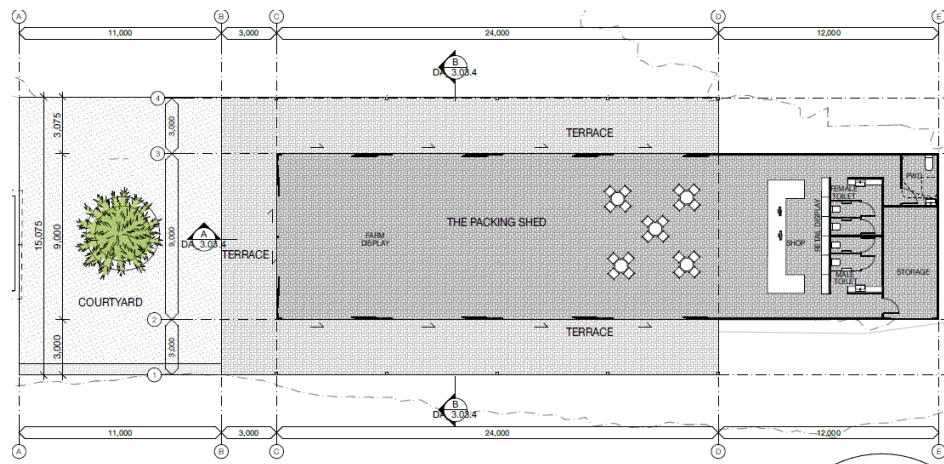 A B C D E
11,000 3,000 24,000 12,000
B
DA 3.03.4
4
3,075 3,000
TERRACE
3
PWD
FEMALE
TOILET
15,075 9,000 9,000
A
DA 3.03.4
TERRACE
THE PACKING SHED
FARM
DISPLAY
SHOP
RETAIL DISPLAY
MALE
TOILET
STORAGE
COURTYARD
2
TERRACE
3,000 3,000
1
B
DA 3.03.4
11,000 3,000 24,000 12,000
A B C D E